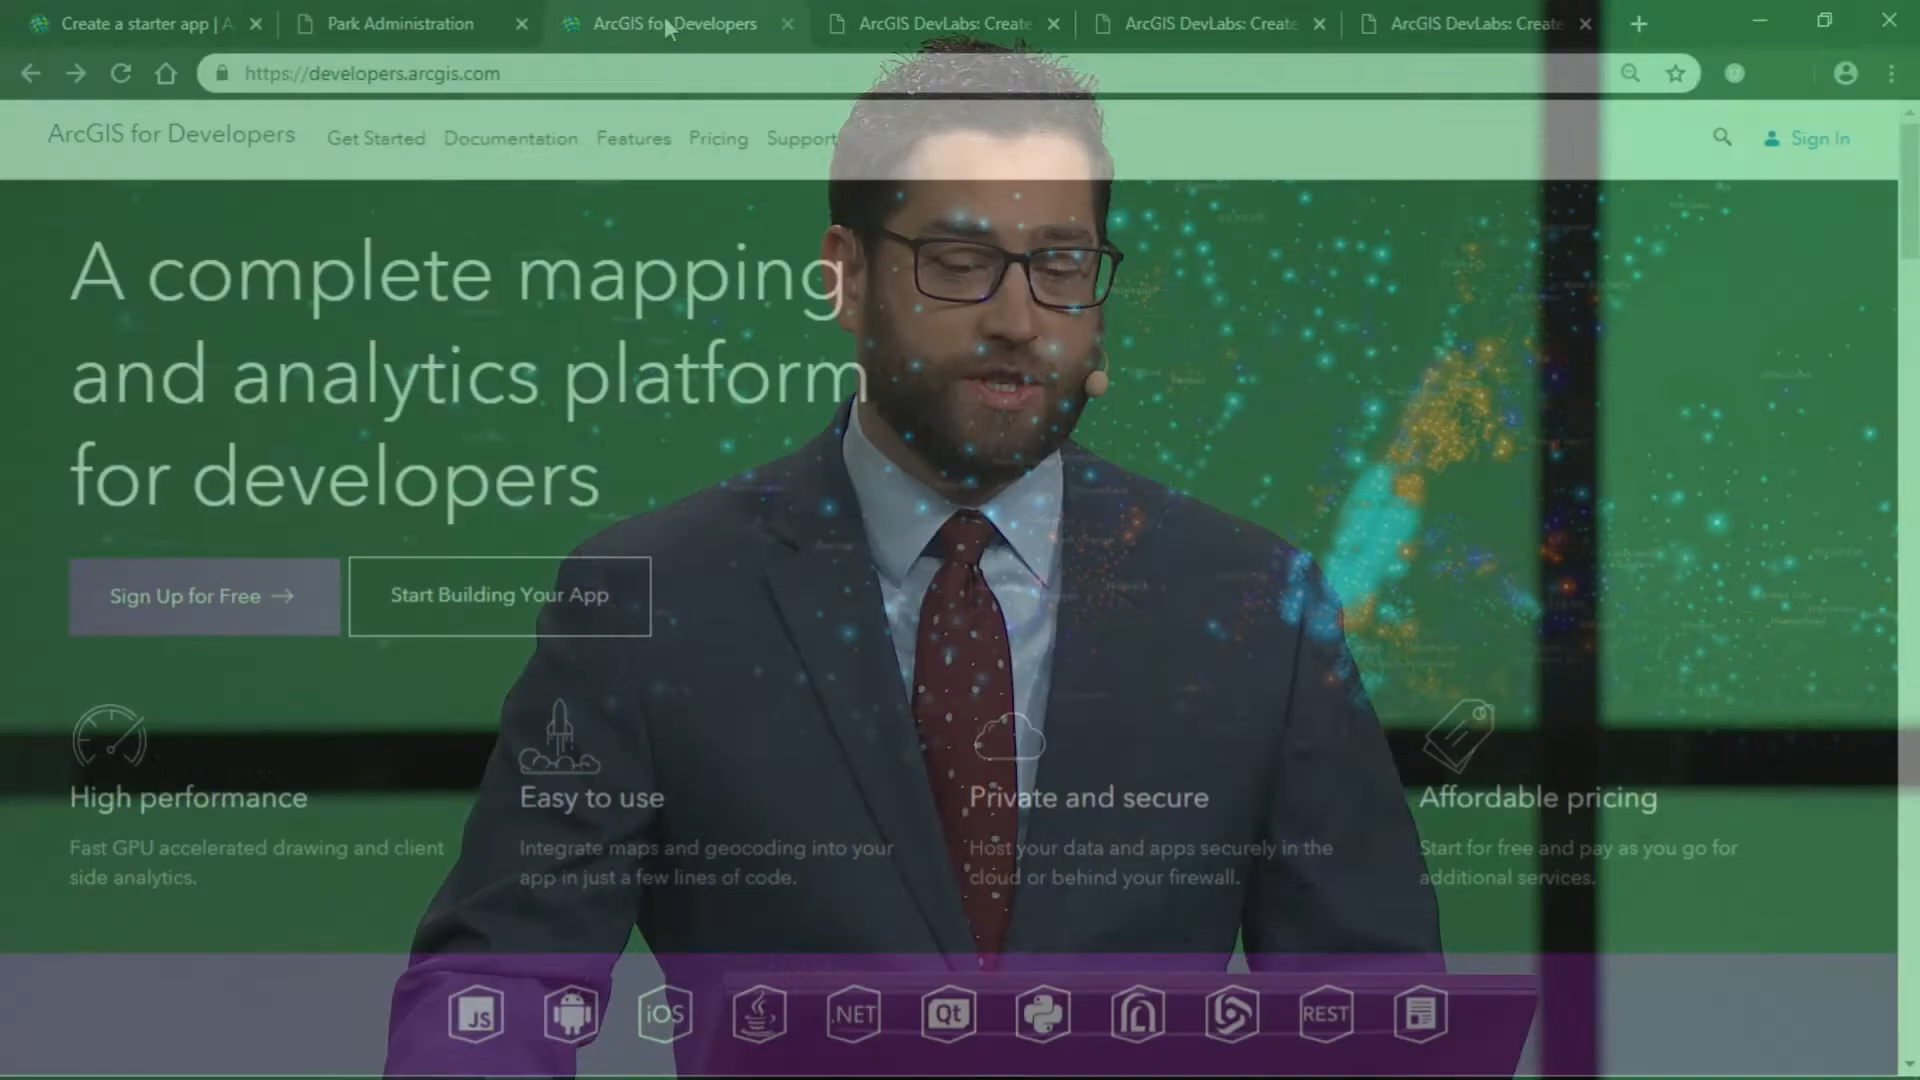 Create a starter app | A
Park Administration
ArcGIS for Developers
ArcGIS DevLabs: Create
ArcGIS DevLabs: Create
ArcGIS DevLabs: Create
https://developers.arcgis.com
ArcGIS for Developers
Get Started
Documentation
Features
Pricing
Support
Sign In
A complete mapping
and analytics platform
for developers
Sign Up for Free →
Start Building Your App
High performance
Fast GPU accelerated drawing and client
side analytics.
Easy to use
Integrate maps and geocoding into your
app in just a few lines of code.
Private and secure
Host your data and apps securely in the
cloud or behind your firewall.
Affordable pricing
Start for free and pay as you go for
additional services.
JS
iOS
.NET
Qt
REST